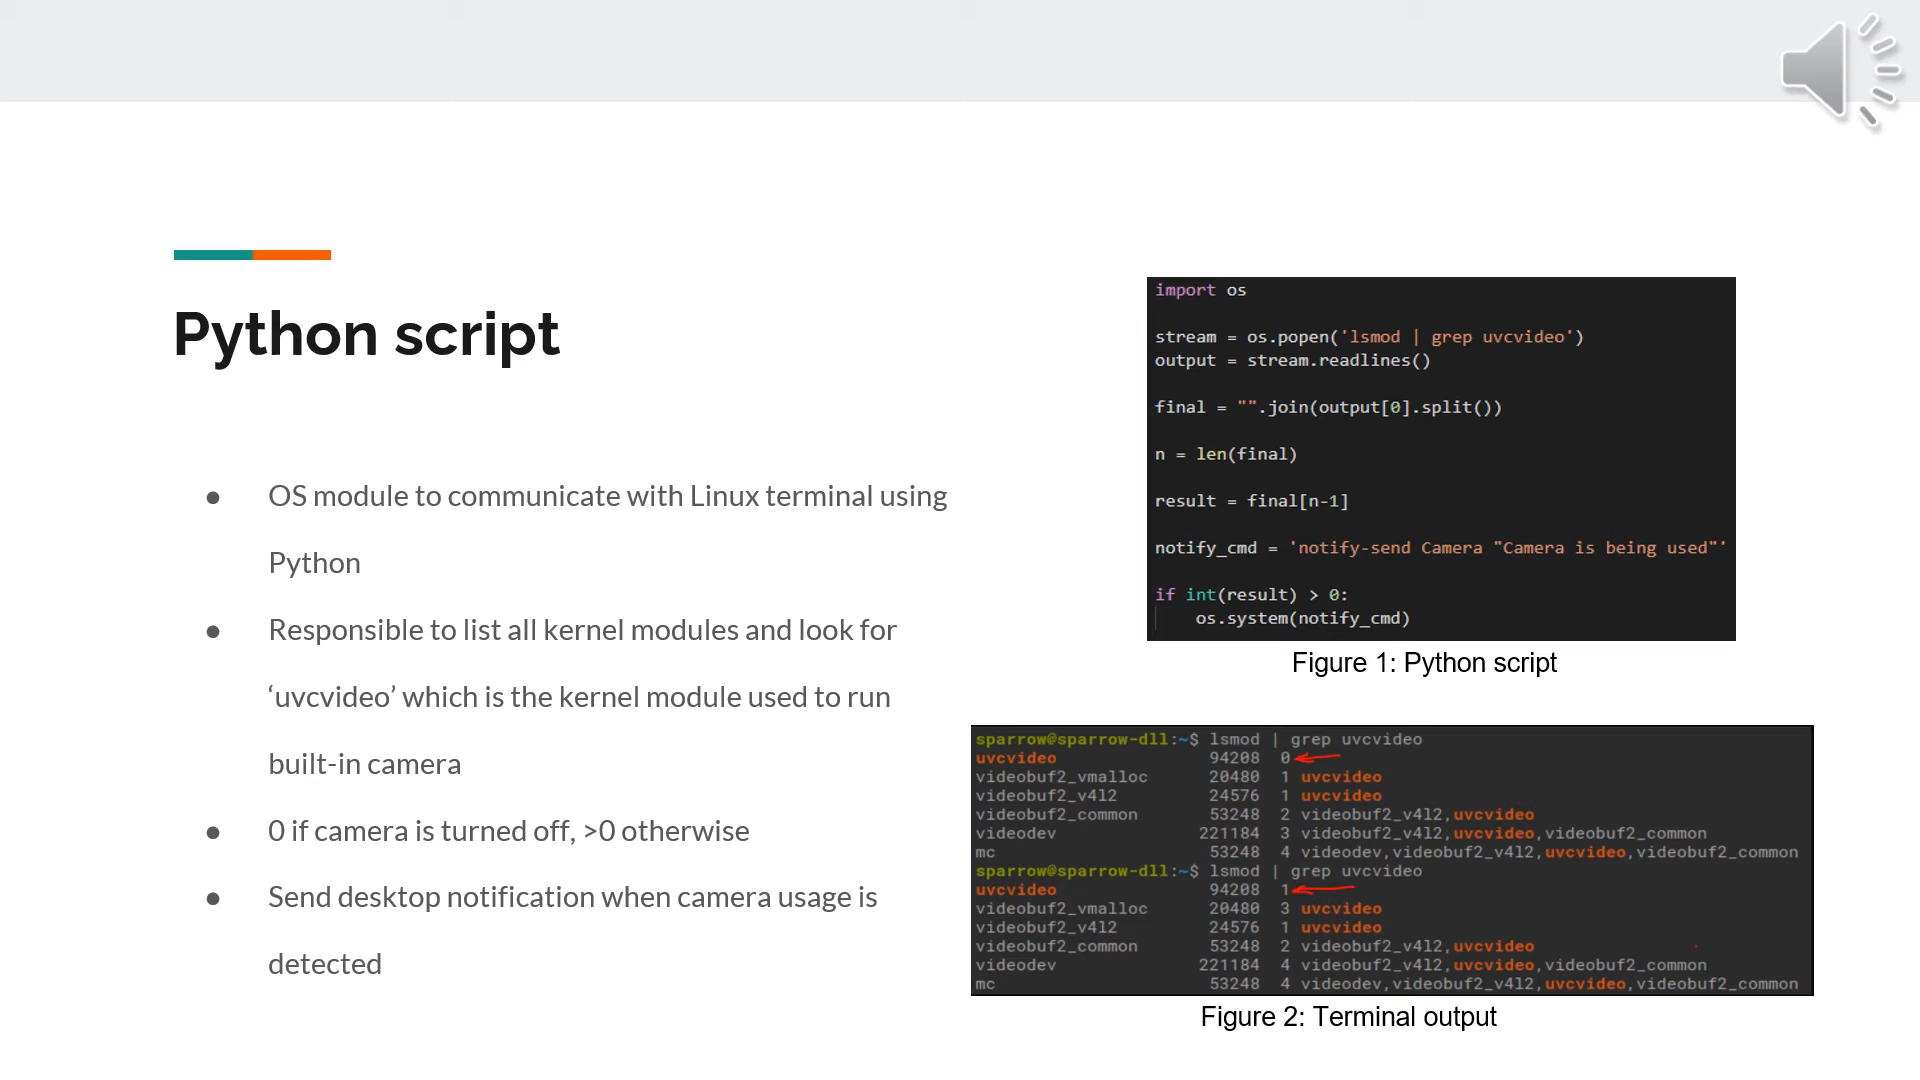 Python script
● OS module to communicate with Linux terminal using
Python
● Responsible to list all kernel modules and look for
‘uvcvideo’ which is the kernel module used to run
built-in camera
● 0 if camera is turned off, >0 otherwise
● Send desktop notification when camera usage is
detected
import os
stream = os.popen('lsmod | grep uvcvideo')
output = stream.readlines()
final = "".join(output[0].split())
n = len(final)
result = final[n-1]
notify_cmd = 'notify-send Camera "Camera is being used"'
if int(result) > 0:
    os.system(notify_cmd)
Figure 1: Python script
sparrow@sparrow-dll:~$ lsmod | grep uvcvideo
uvcvideo 94208 0
videobuf2_vmalloc 20480 1 uvcvideo
videobuf2_v4l2 24576 1 uvcvideo
videobuf2_common 53248 2 videobuf2_v4l2,uvcvideo
videodev 221184 3 videobuf2_v4l2,uvcvideo,videobuf2_common
mc 53248 4 videodev,videobuf2_v4l2,uvcvideo,videobuf2_common
sparrow@sparrow-dll:~$ lsmod | grep uvcvideo
uvcvideo 94208 1
videobuf2_vmalloc 20480 3 uvcvideo
videobuf2_v4l2 24576 1 uvcvideo
videobuf2_common 53248 2 videobuf2_v4l2,uvcvideo
videodev 221184 4 videobuf2_v4l2,uvcvideo,videobuf2_common
mc 53248 4 videodev,videobuf2_v4l2,uvcvideo,videobuf2_common
Figure 2: Terminal output